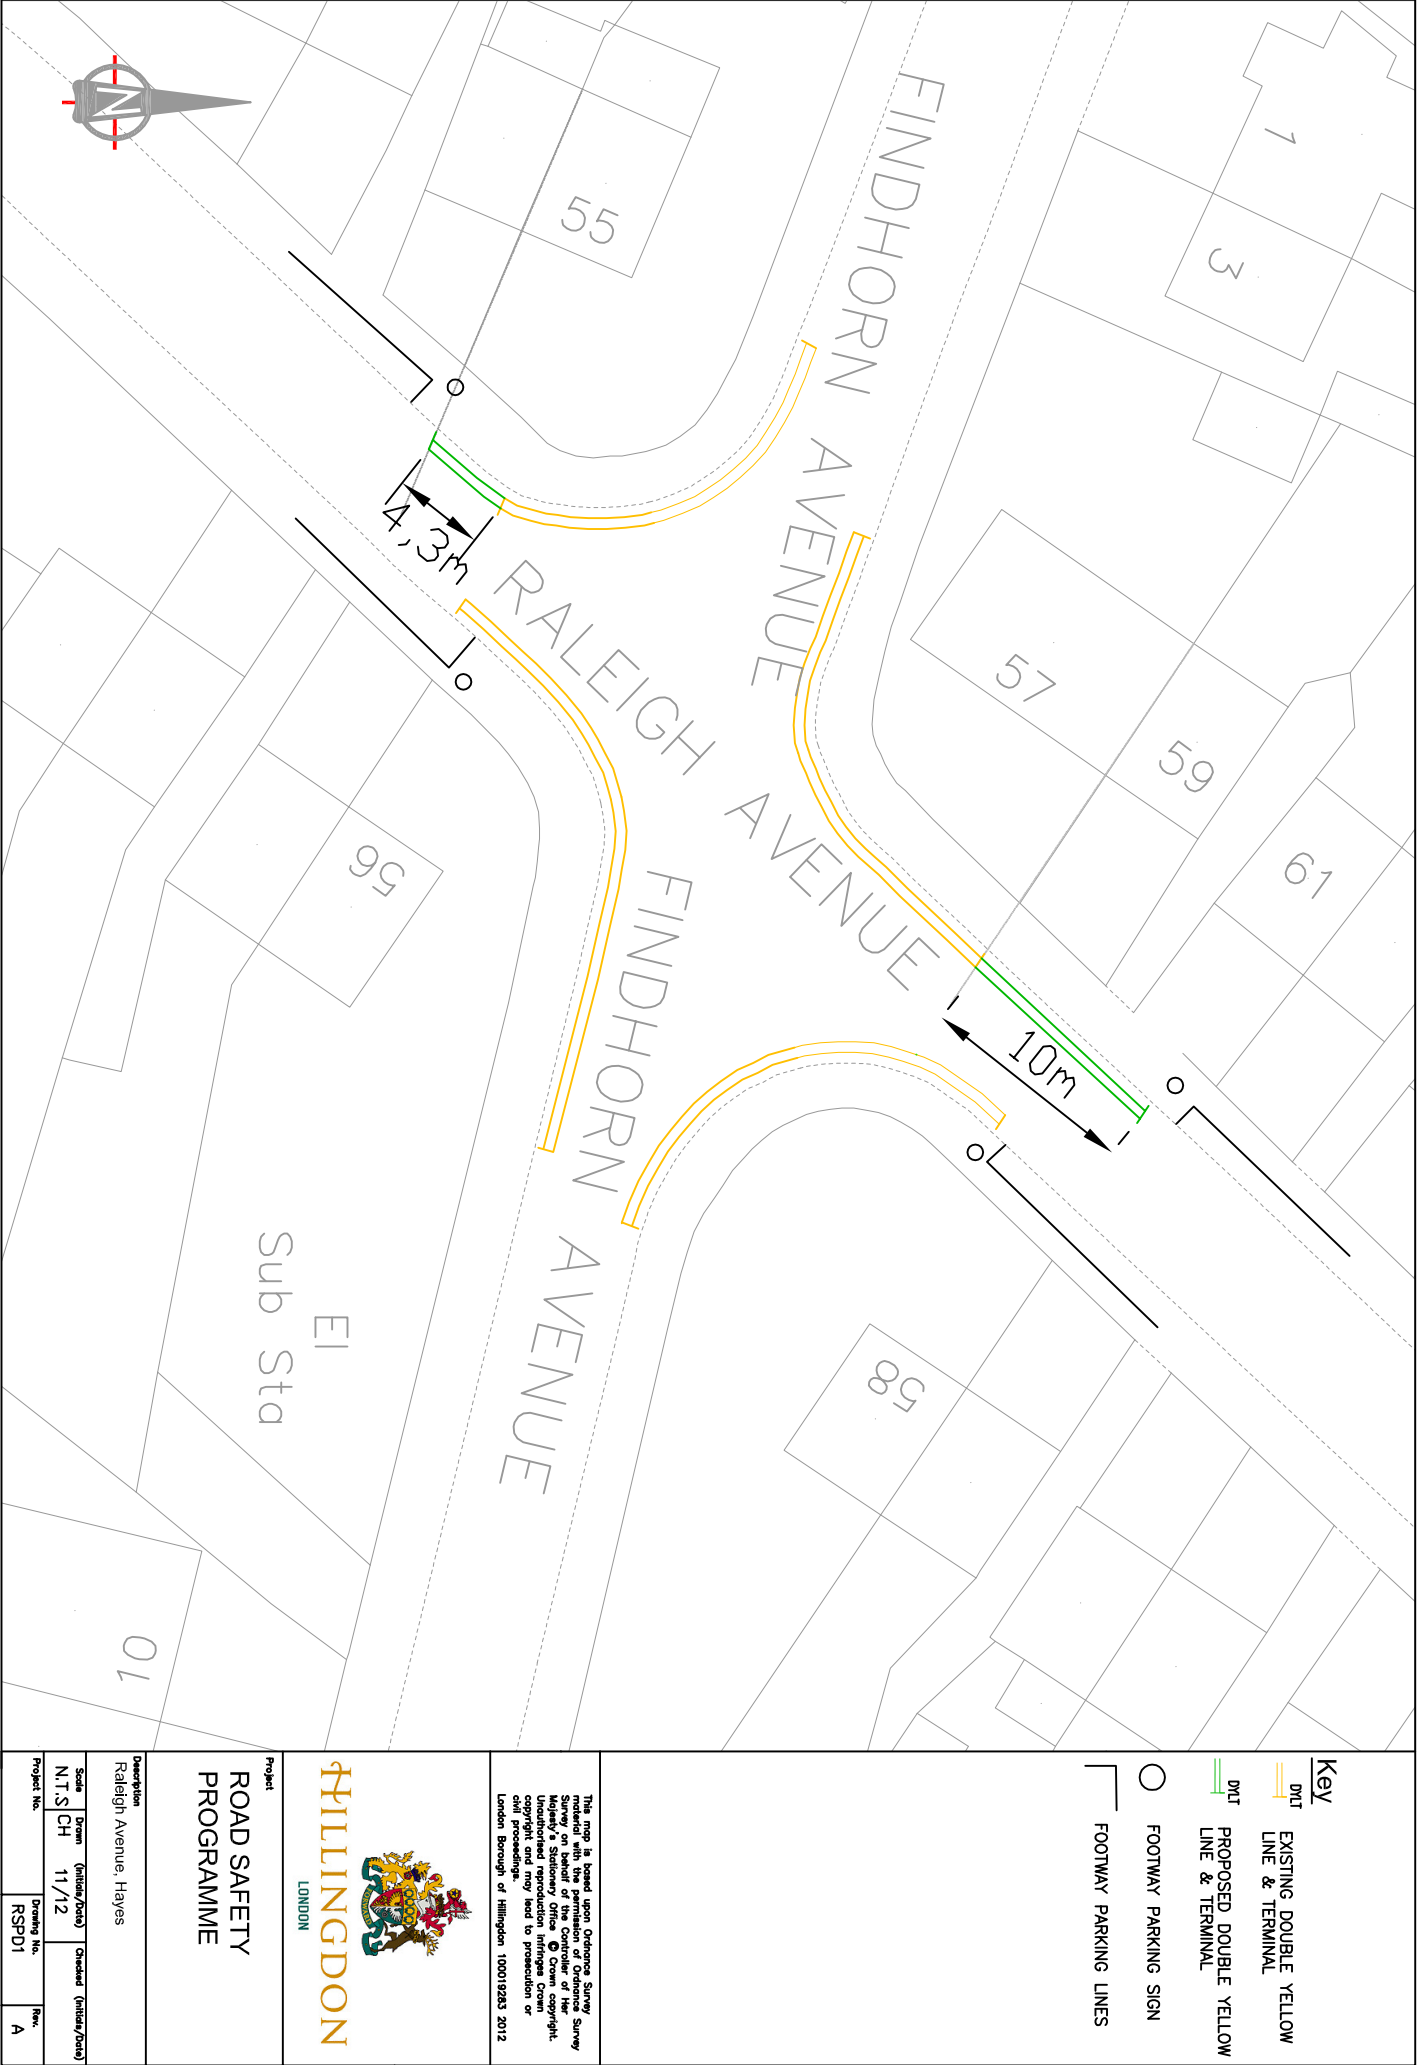 FINDHORN AVENUE
FINDHORN AVENUE
RALEIGH AVENUE
1
3
55
57
59
61
56
58
10
El
Sub Sta
4,3m
10m
N
Key
DYLT
EXISTING DOUBLE YELLOW
LINE & TERMINAL
DYLT
PROPOSED DOUBLE YELLOW
LINE & TERMINAL
FOOTWAY PARKING SIGN
FOOTWAY PARKING LINES
This map is based upon Ordnance Survey
material with the permission of Ordnance Survey
Survey on behalf of the Controller of Her
Majesty's Stationery Office © Crown copyright.
Unauthorised reproduction infringes Crown
copyright and may lead to prosecution or
civil proceedings.
London Borough of Hillingdon 100019283 2012
HILLINGDON
LONDON
Project
ROAD SAFETY
PROGRAMME
Description
Raleigh Avenue, Hayes
Scale
N.T.S
Drawn (Initials/Date)
CH 11/12
Checked (Initials/Date)
Project No.
Drawing No.
RSPD1
Rev.
A